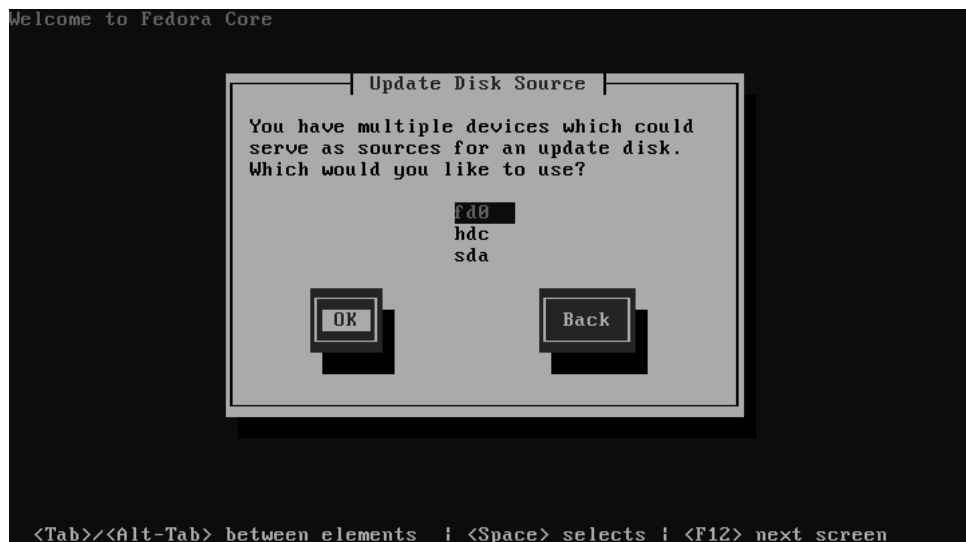 Welcome to Fedora Core
Update Disk Source
You have multiple devices which could
serve as sources for an update disk.
Which would you like to use?
fd0
hdc
sda
OK Back
<Tab>/<Alt-Tab> between elements | <Space> selects | <F12> next screen